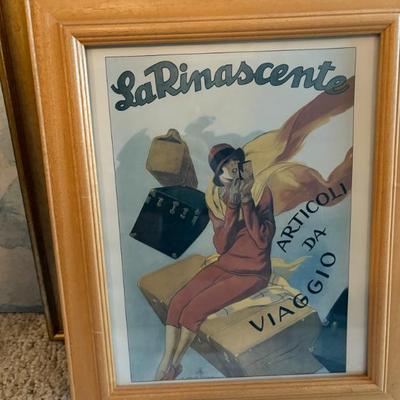 LaRinascente
ARTICOLI
DA
VIAGGIO